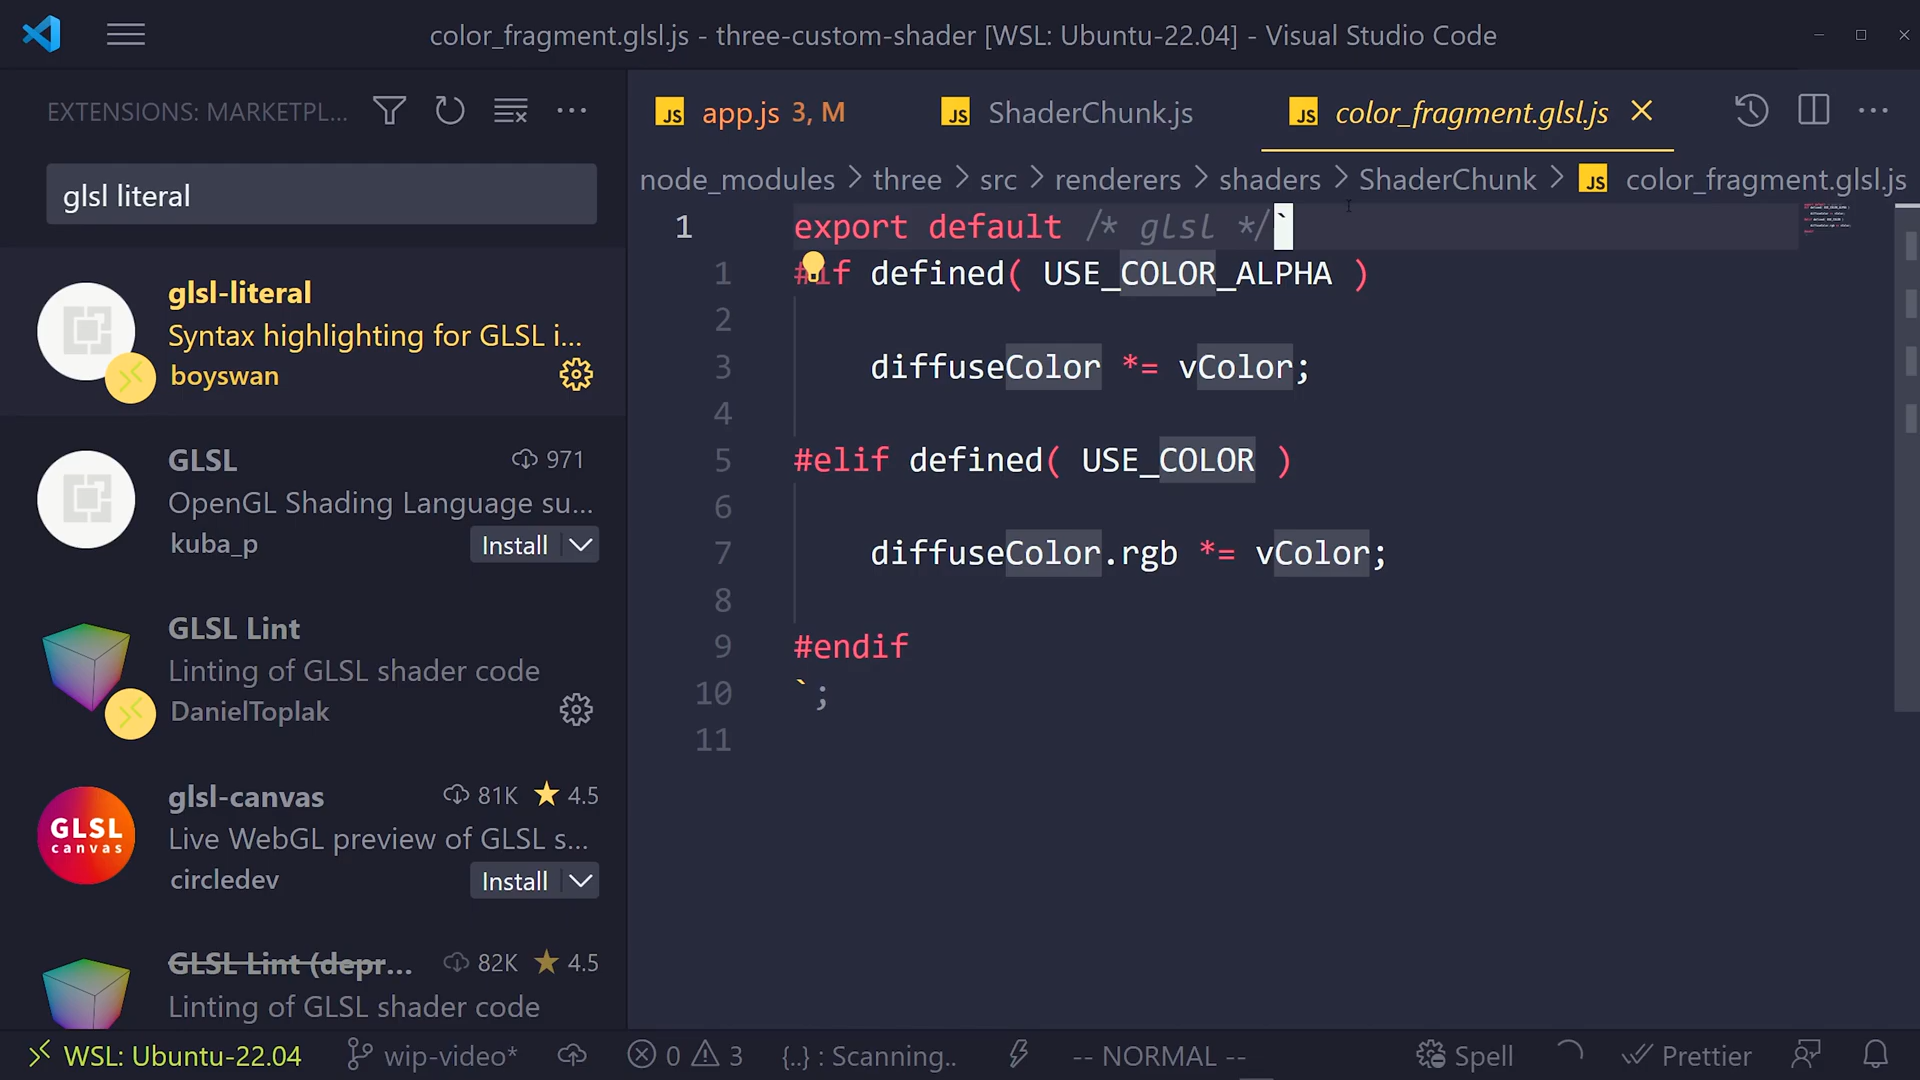 color_fragment.glsl.js - three-custom-shader [WSL: Ubuntu-22.04] - Visual Studio Code
EXTENSIONS: MARKETPL...
glsl literal
glsl-literal
Syntax highlighting for GLSL i...
boyswan
GLSL
971
OpenGL Shading Language su...
kuba_p
Install
GLSL Lint
Linting of GLSL shader code
DanielToplak
GLSL canvas
glsl-canvas
81K
4.5
Live WebGL preview of GLSL s...
circledev
Install
GLSL Lint (depr...
82K
4.5
Linting of GLSL shader code
JS app.js 3, M
JS ShaderChunk.js
JS color_fragment.glsl.js
node_modules > three > src > renderers > shaders > ShaderChunk > JS color_fragment.glsl.js
1 export default /* glsl */`
1 #if defined( USE_COLOR_ALPHA )
2
3 diffuseColor *= vColor;
4
5 #elif defined( USE_COLOR )
6
7 diffuseColor.rgb *= vColor;
8
9 #endif
10 `;
11
WSL: Ubuntu-22.04
wip-video*
0
3
{..} : Scanning..
-- NORMAL --
Spell
Prettier